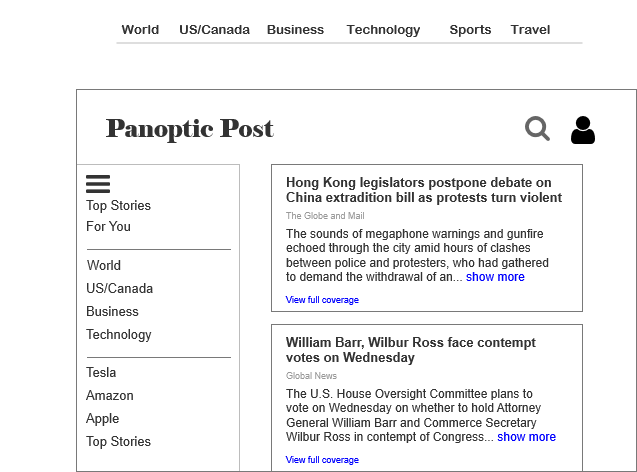 World US/Canada Business Technology Sports Travel
Panoptic Post
Top Stories
For You
World
US/Canada
Business
Technology
Tesla
Amazon
Apple
Top Stories
Hong Kong legislators postpone debate on
China extradition bill as protests turn violent
The Globe and Mail
The sounds of megaphone warnings and gunfire
echoed through the city amid hours of clashes
between police and protesters, who had gathered
to demand the withdrawal of an... show more
View full coverage
William Barr, Wilbur Ross face contempt
votes on Wednesday
Global News
The U.S. House Oversight Committee plans to
vote on Wednesday on whether to hold Attorney
General William Barr and Commerce Secretary
Wilbur Ross in contempt of Congress... show more
View full coverage